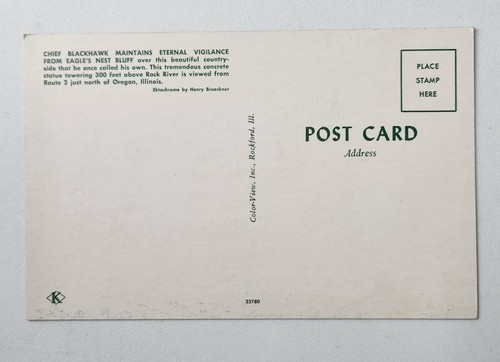 CHIEF BLACKHAWK MAINTAINS ETERNAL VIGILANCE
FROM EAGLE'S NEST BLUFF over this beautiful country-
side that he once called his own. This tremendous concrete
statue towering 300 feet above Rock River is viewed from
Route 2 just north of Oregon, Illinois.
Ektachrome by Henry Brueckner
PLACE
STAMP
HERE
Color-View, Inc., Rockford, Ill.
POST CARD
Address
K
23780